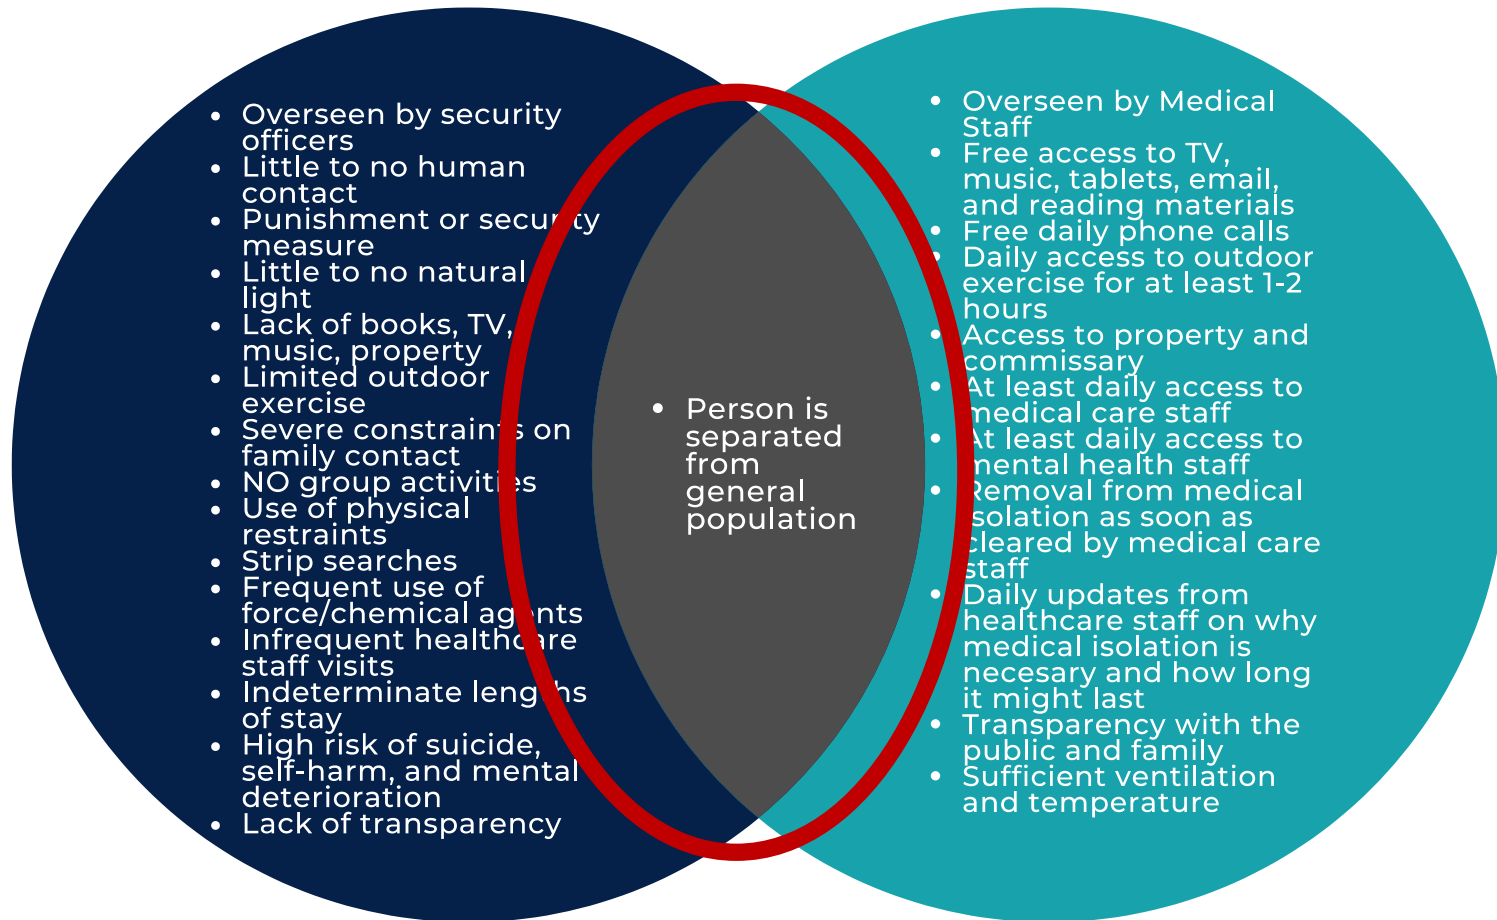 • Overseen by security
officers
• Little to no human
contact
• Punishment or security
measure
• Little to no natural
light
• Lack of books, TV,
music, property
• Limited outdoor
exercise
• Severe constraints on
family contact
• NO group activities
• Use of physical
restraints
• Strip searches
• Frequent use of
force/chemical agents
• Infrequent healthcare
staff visits
• Indeterminate lengths
of stay
• High risk of suicide,
self-harm, and mental
deterioration
• Lack of transparency
• Person is
separated
from
general
population
• Overseen by Medical
Staff
• Free access to TV,
music, tablets, email,
and reading materials
• Free daily phone calls
• Daily access to outdoor
exercise for at least 1-2
hours
• Access to property and
commissary
• At least daily access to
medical care staff
• At least daily access to
mental health staff
• Removal from medical
isolation as soon as
cleared by medical care
staff
• Daily updates from
healthcare staff on why
medical isolation is
necesary and how long
it might last
• Transparency with the
public and family
• Sufficient ventilation
and temperature